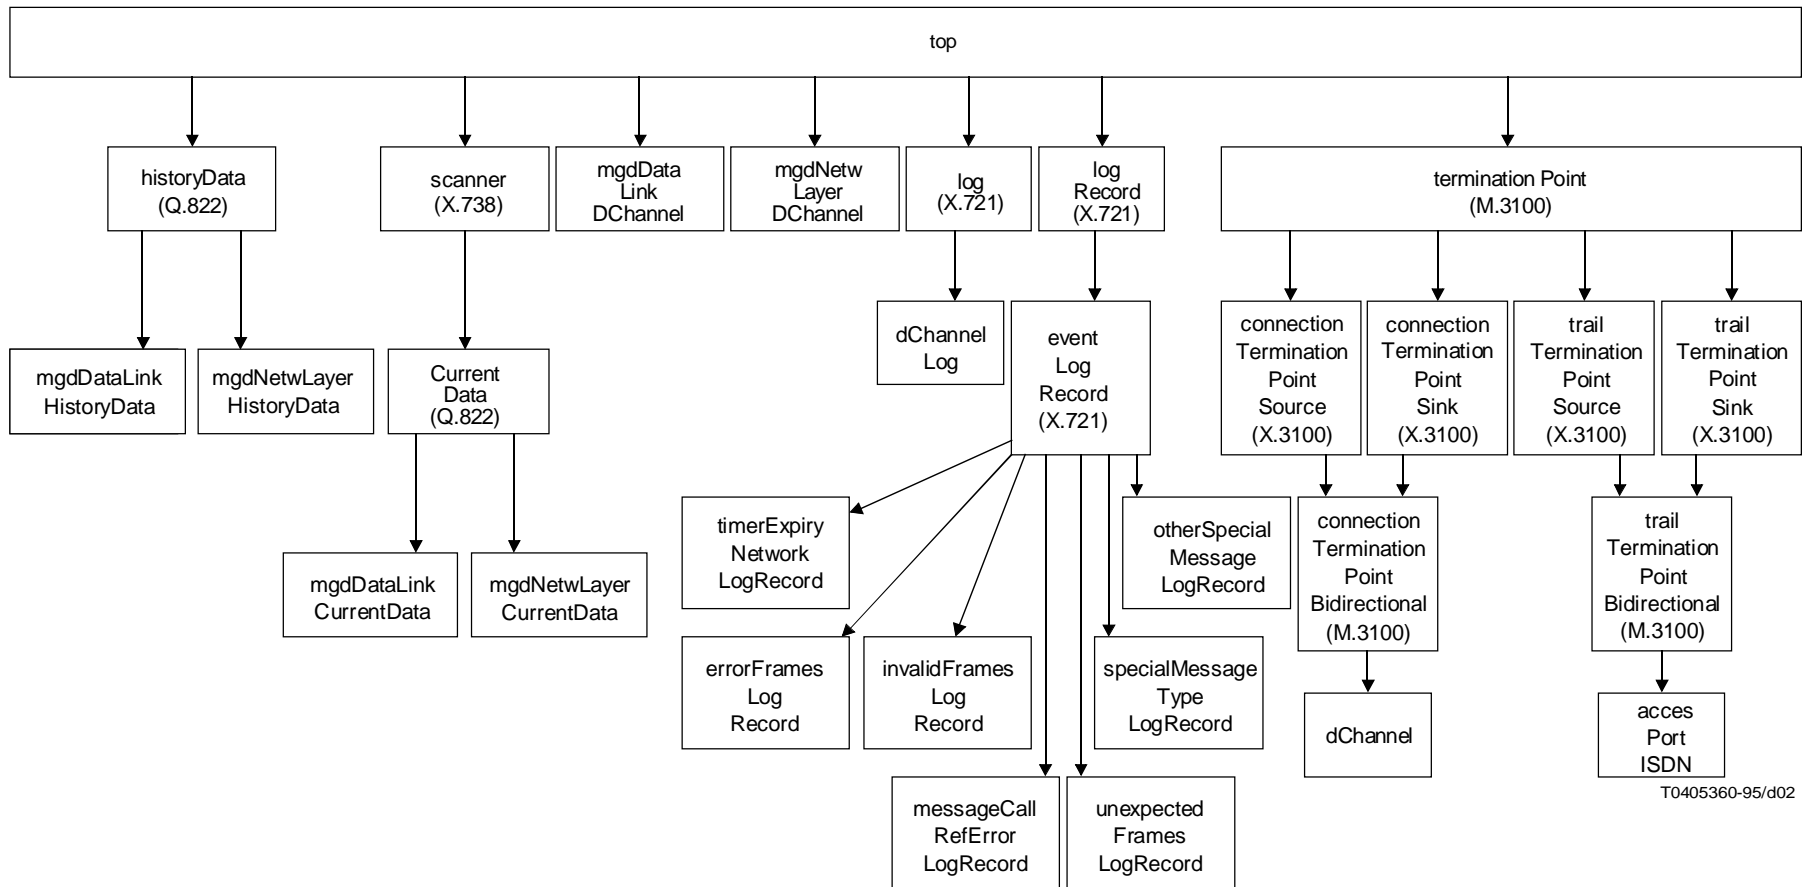 top
historyData
(Q.822)
scanner
(X.738)
mgdData
Link
DChannel
mgdNetw
Layer
DChannel
log
(X.721)
log
Record
(X.721)
termination Point
(M.3100)
mgdDataLink
HistoryData
mgdNetwLayer
HistoryData
Current
Data
(Q.822)
dChannel
Log
event
Log
Record
(X.721)
connection
Termination
Point
Source
(X.3100)
connection
Termination
Point
Sink
(X.3100)
trail
Termination
Point
Source
(X.3100)
trail
Termination
Point
Sink
(X.3100)
mgdDataLink
CurrentData
mgdNetwLayer
CurrentData
timerExpiry
Network
LogRecord
otherSpecial
Message
LogRecord
connection
Termination
Point
Bidirectional
(M.3100)
trail
Termination
Point
Bidirectional
(M.3100)
errorFrames
Log
Record
invalidFrames
Log
Record
specialMessage
Type
LogRecord
dChannel
acces
Port
ISDN
messageCall
RefError
LogRecord
unexpected
Frames
LogRecord
T0405360-95/d02